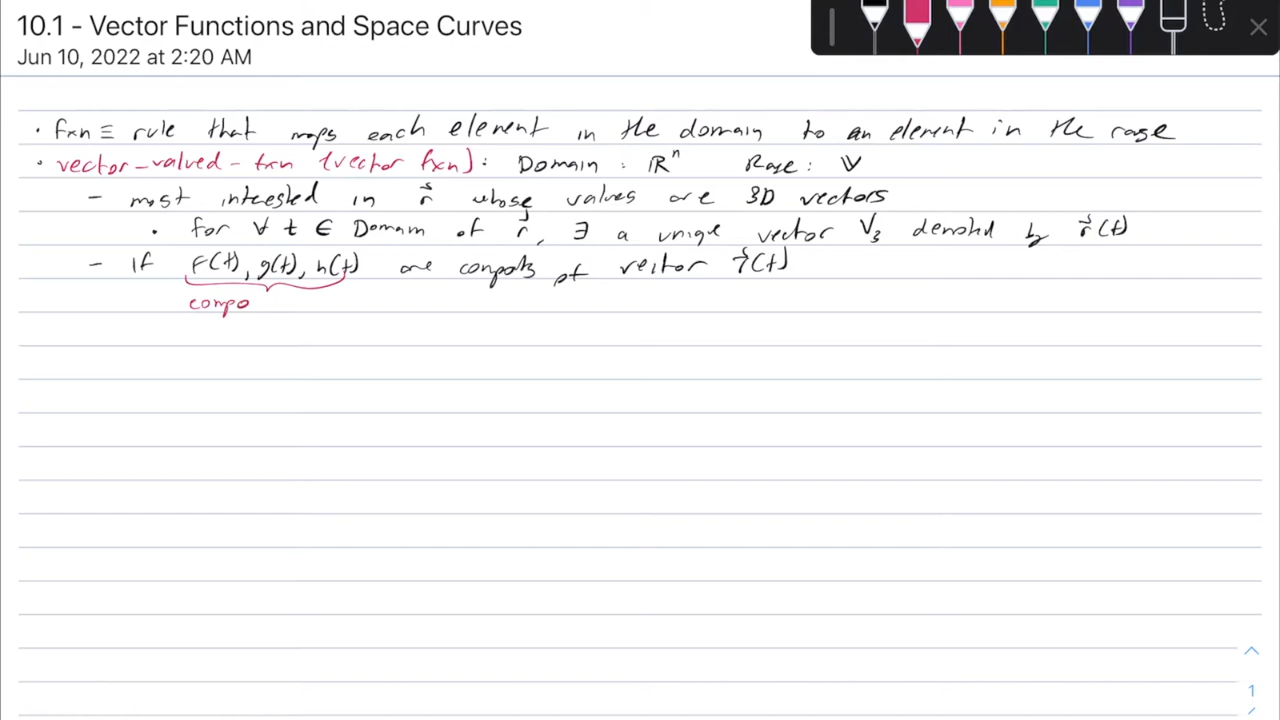 10.1 - Vector Functions and Space Curves
Jun 10, 2022 at 2:20 AM
· fxn ≡ rule that maps each element in the domain to an element in the rage
· vector-valued-fxn (vector fxn): Domain: ℝⁿ Rage: V
- most interested in r⃗ whose values are 3D vectors
· for ∀ t ∈ Domain of r⃗, ∃ a unique vector V₃ denoted by r⃗(t)
- if f(t), g(t), h(t) are compots of vector r⃗(t)
compo
1